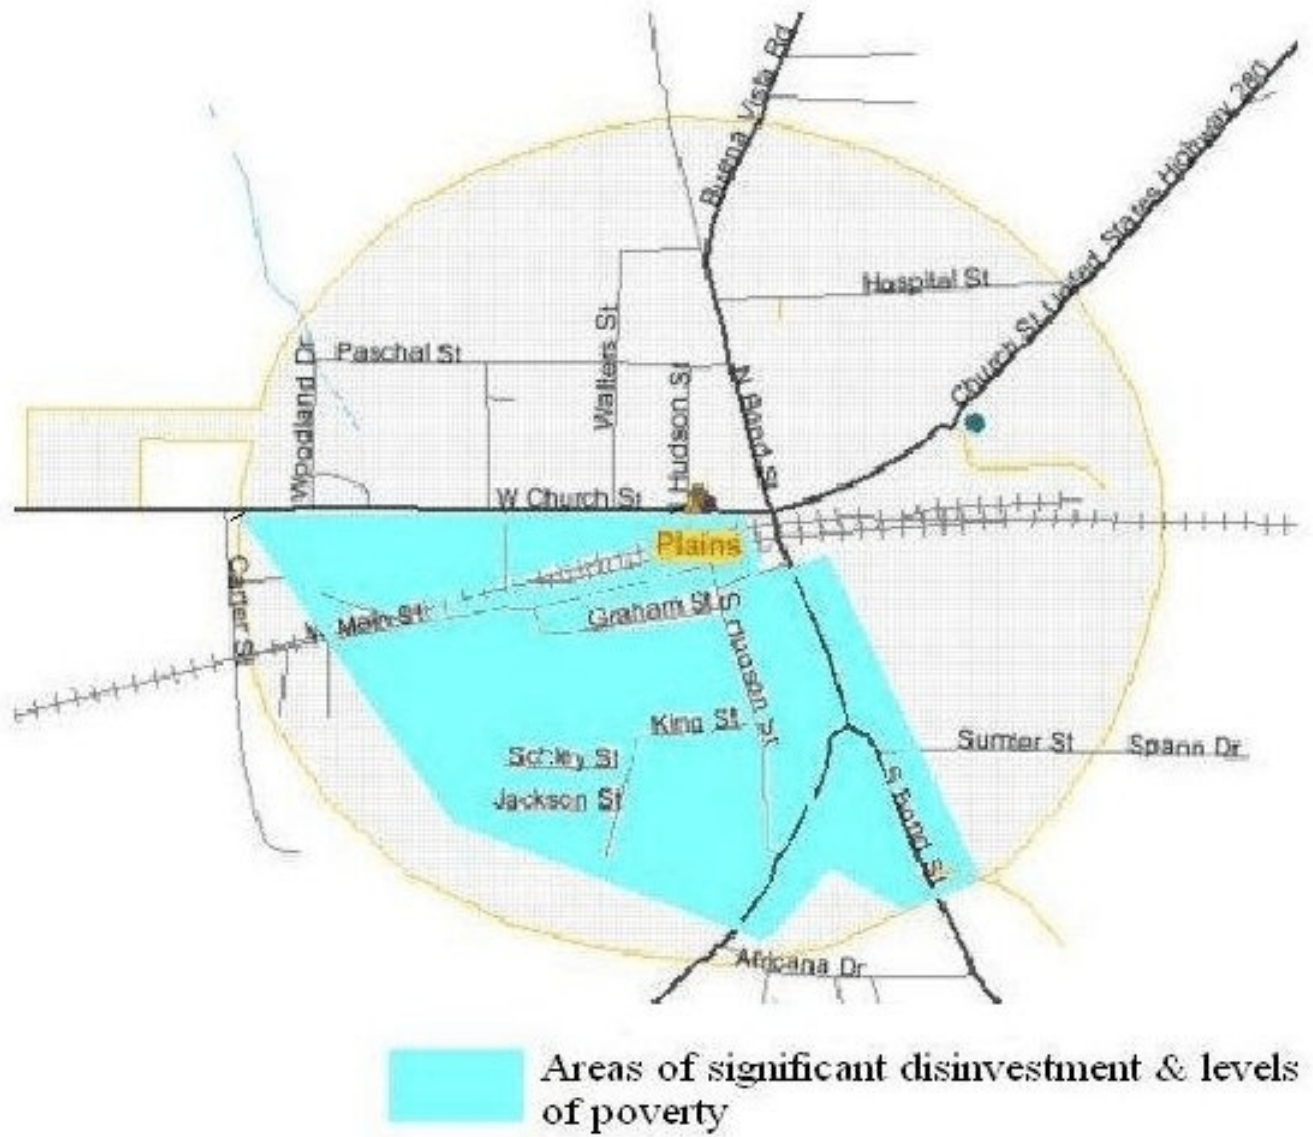 Buena Vista Rd
Church St United States Highway 280
Hospital St
Walters St
Woodland Dr
Paschal St
Hudson St
N Bond St
W Church St
Plains
Carter St
Main St
Graham St
S Hudson St
King St
Schley St
Jackson St
Sumter St
Spann Dr
S Bond St
Africana Dr
Areas of significant disinvestment & levels
of poverty